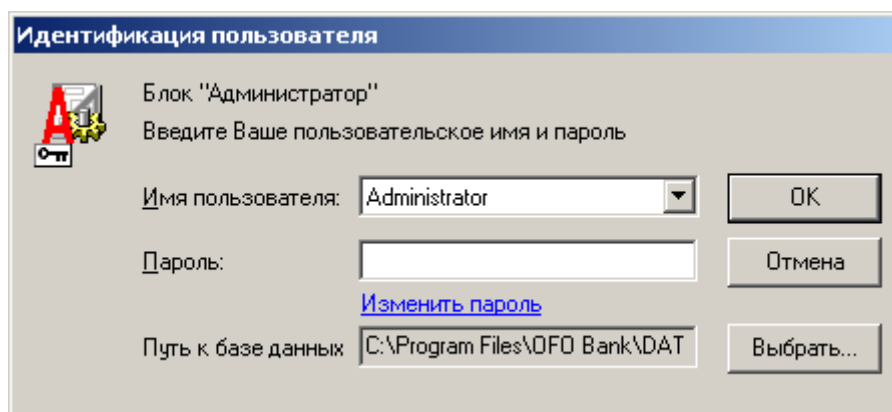 Идентификация пользователя
Блок "Администратор"
Введите Ваше пользовательское имя и пароль
Имя пользователя: Administrator OK
Пароль: Отмена
Изменить пароль
Путь к базе данных C:\Program Files\OFO Bank\DAT Выбрать...